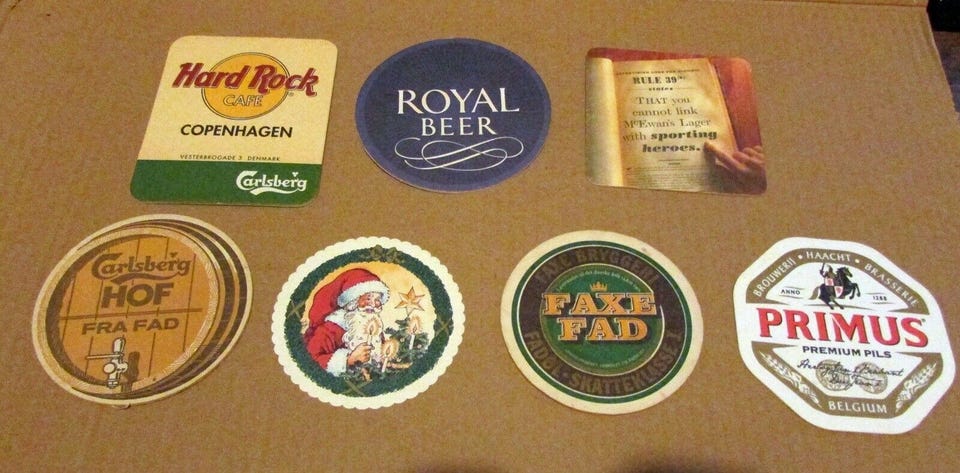 Hard Rock
CAFE
COPENHAGEN
VESTERBROGADE 3 DENMARK
Carlsberg
ROYAL
BEER
RULE 39
states
THAT you
cannot link
McEwan's Lager
with sporting
heroes.
Carlsberg
HOF
FRA FAD
FAXE BRYGGERI
FAXE
FAD
FADØL · SKATTEKLASSE 1
BROUWERIJ · HAACHT · BRASSERIE
ANNO 1288
PRIMUS
PREMIUM PILS
BELGIUM